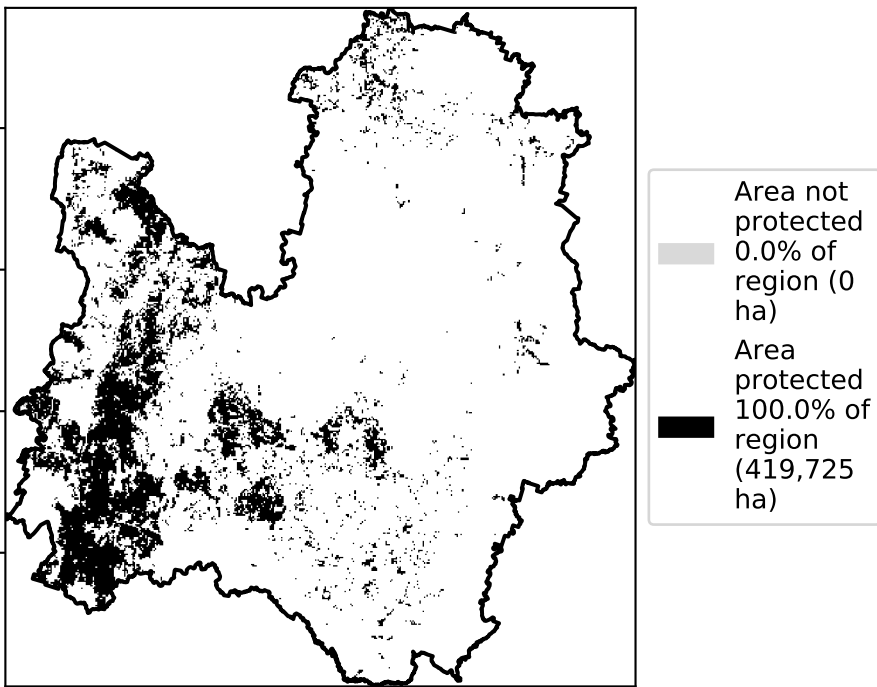 Area not
protected
0.0% of
region (0
ha)
Area
protected
100.0% of
region
(419,725
ha)